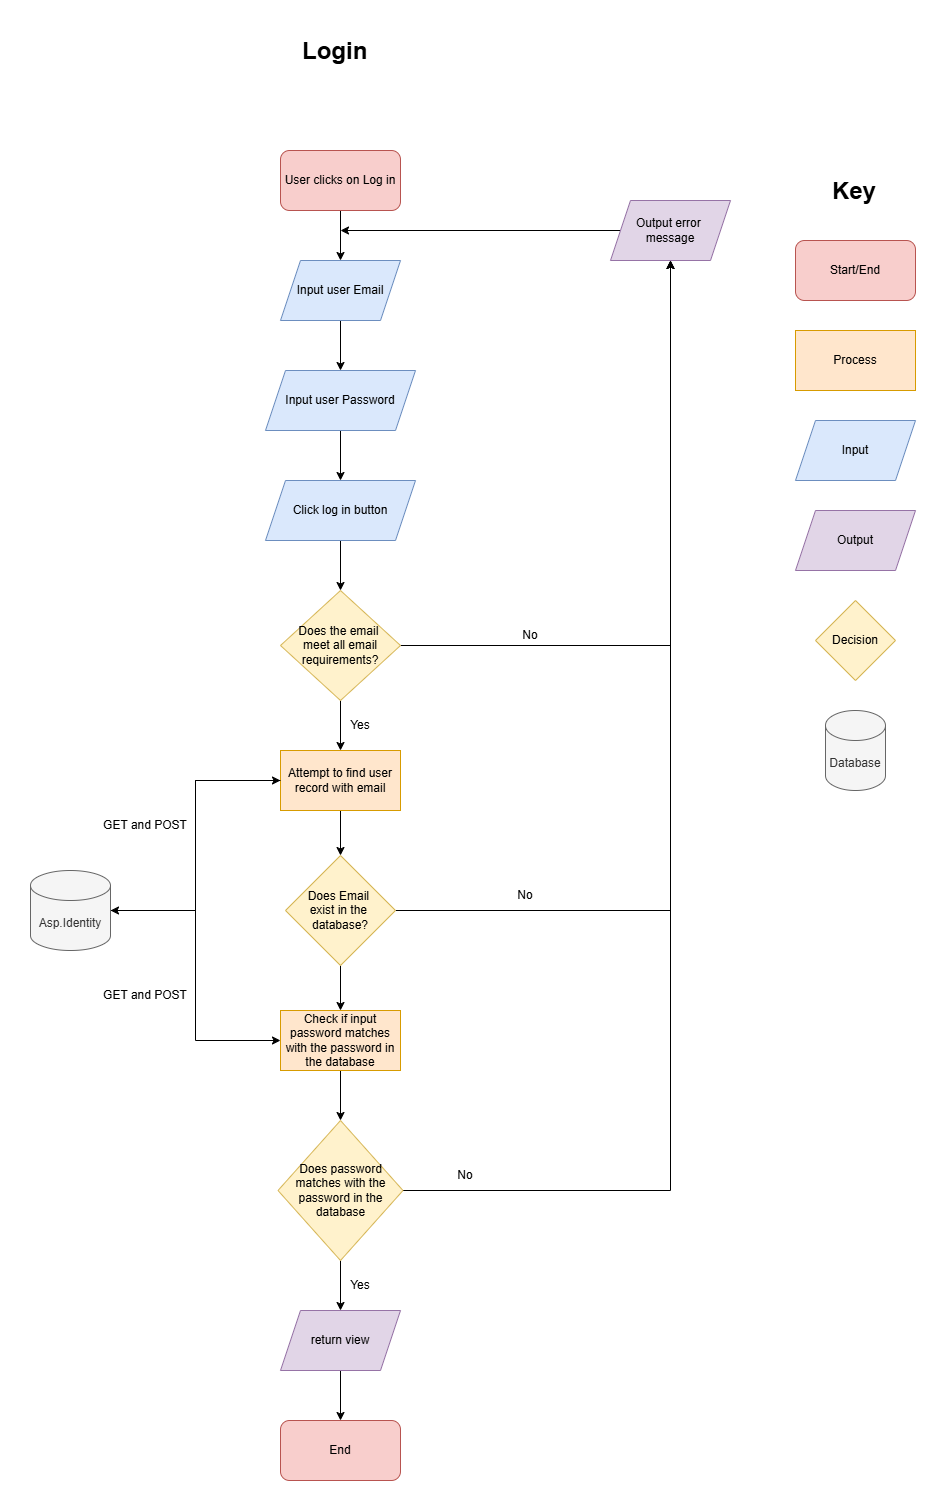 Login
User clicks on Log in
Output error
message
Input user Email
Input user Password
Click log in button
Does the email
meet all email
requirements?
No
Yes
Attempt to find user
record with email
GET and POST
Does Email
exist in the
database?
No
Asp.Identity
GET and POST
Check if input
password matches
with the password in
the database
Does password
matches with the
password in the
database
No
Yes
return view
End
Key
Start/End
Process
Input
Output
Decision
Database